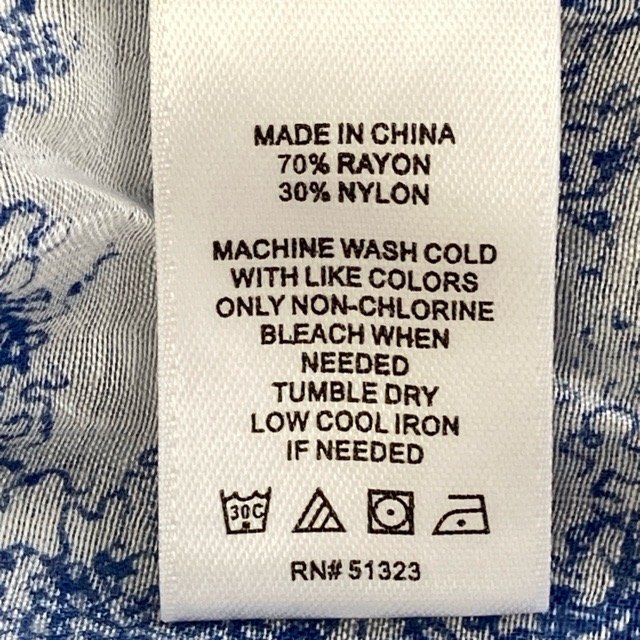 MADE IN CHINA
70% RAYON
30% NYLON
MACHINE WASH COLD
WITH LIKE COLORS
ONLY NON-CHLORINE
BLEACH WHEN
NEEDED
TUMBLE DRY
LOW COOL IRON
IF NEEDED
30C
RN# 51323